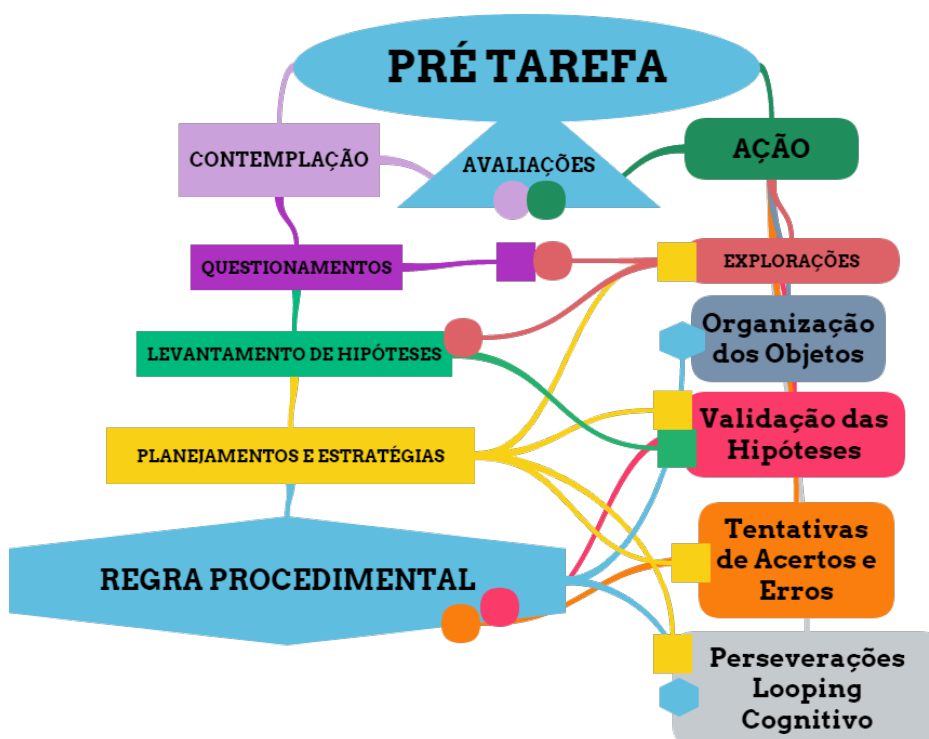 PRÉ TAREFA
CONTEMPLAÇÃO
AVALIAÇÕES
AÇÃO
QUESTIONAMENTOS
EXPLORAÇÕES
LEVANTAMENTO DE HIPÓTESES
Organização
dos Objetos
PLANEJAMENTOS E ESTRATÉGIAS
Validação das
Hipóteses
REGRA PROCEDIMENTAL
Tentativas
de Acertos e
Erros
Perseverações
Looping
Cognitivo